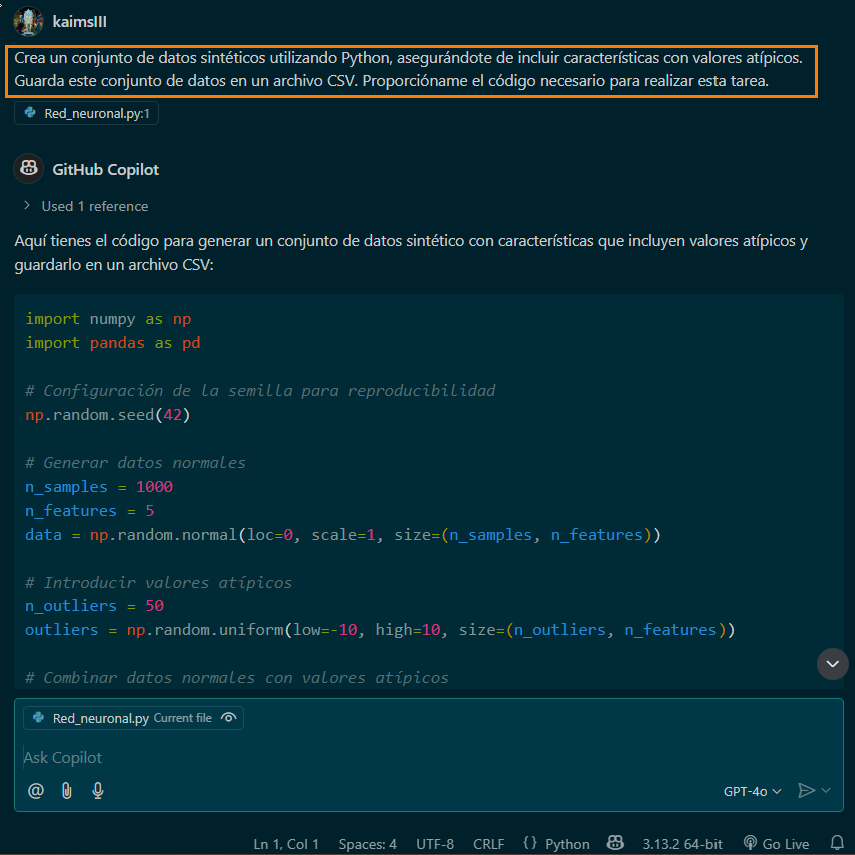 kaimsIII
Crea un conjunto de datos sintéticos utilizando Python, asegurándote de incluir características con valores atípicos.
Guarda este conjunto de datos en un archivo CSV. Proporcióname el código necesario para realizar esta tarea.
Red_neuronal.py:1
GitHub Copilot
Used 1 reference
Aquí tienes el código para generar un conjunto de datos sintético con características que incluyen valores atípicos y
guardarlo en un archivo CSV:
import numpy as np
import pandas as pd
# Configuración de la semilla para reproducibilidad
np.random.seed(42)
# Generar datos normales
n_samples = 1000
n_features = 5
data = np.random.normal(loc=0, scale=1, size=(n_samples, n_features))
# Introducir valores atípicos
n_outliers = 50
outliers = np.random.uniform(low=-10, high=10, size=(n_outliers, n_features))
# Combinar datos normales con valores atípicos
Red_neuronal.py Current file
Ask Copilot
@ GPT-4o
Ln 1, Col 1 Spaces: 4 UTF-8 CRLF {} Python 3.13.2 64-bit Go Live